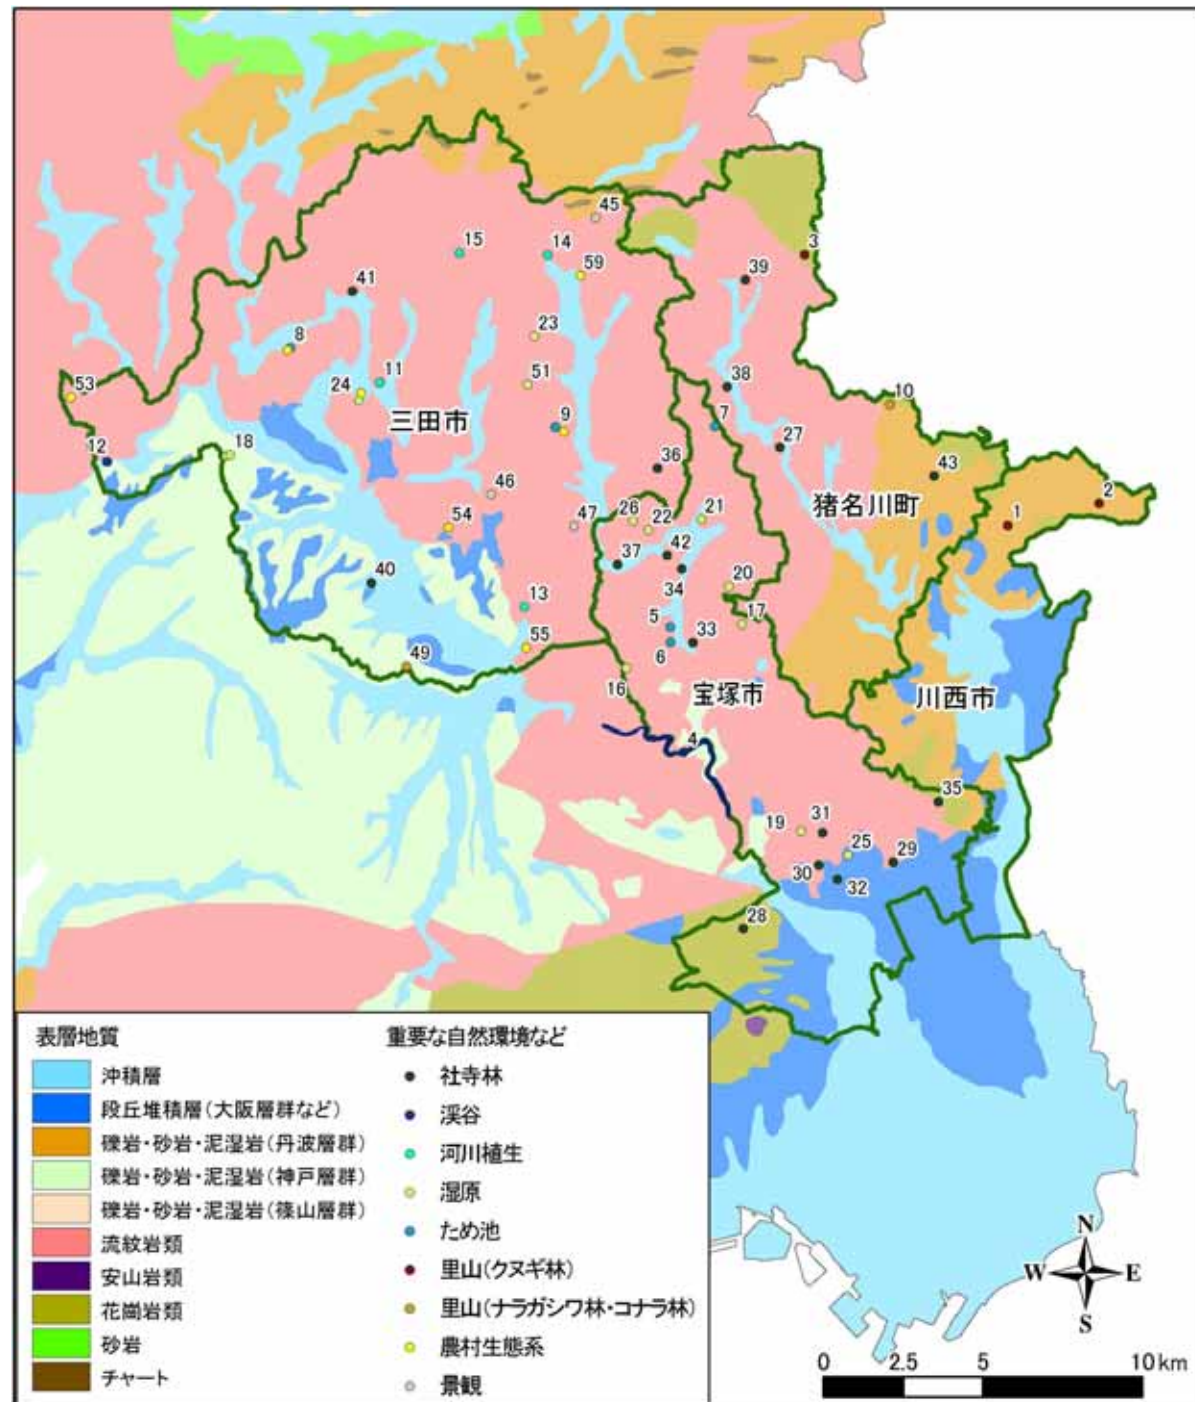 45
15
14
3
59
39
41
23
8
38
53
11
51
24
10
9
7
三田市
12
18
27
36
43
46
2
猪名川町
26
21
1
54
47
22
37
42
40
20
34
13
5
17
55
33
6
49
16
宝塚市
川西市
4
35
19
31
25
29
30
32
28
表層地質
沖積層
段丘堆積層(大阪層群など)
礫岩・砂岩・泥湿岩(丹波層群)
礫岩・砂岩・泥湿岩(神戸層群)
礫岩・砂岩・泥湿岩(篠山層群)
流紋岩類
安山岩類
花崗岩類
砂岩
チャート
重要な自然環境など
社寺林
渓谷
河川植生
湿原
ため池
里山(クヌギ林)
里山(ナラガシワ林・コナラ林)
農村生態系
景観
N
W E
S
0 2.5 5 10 km